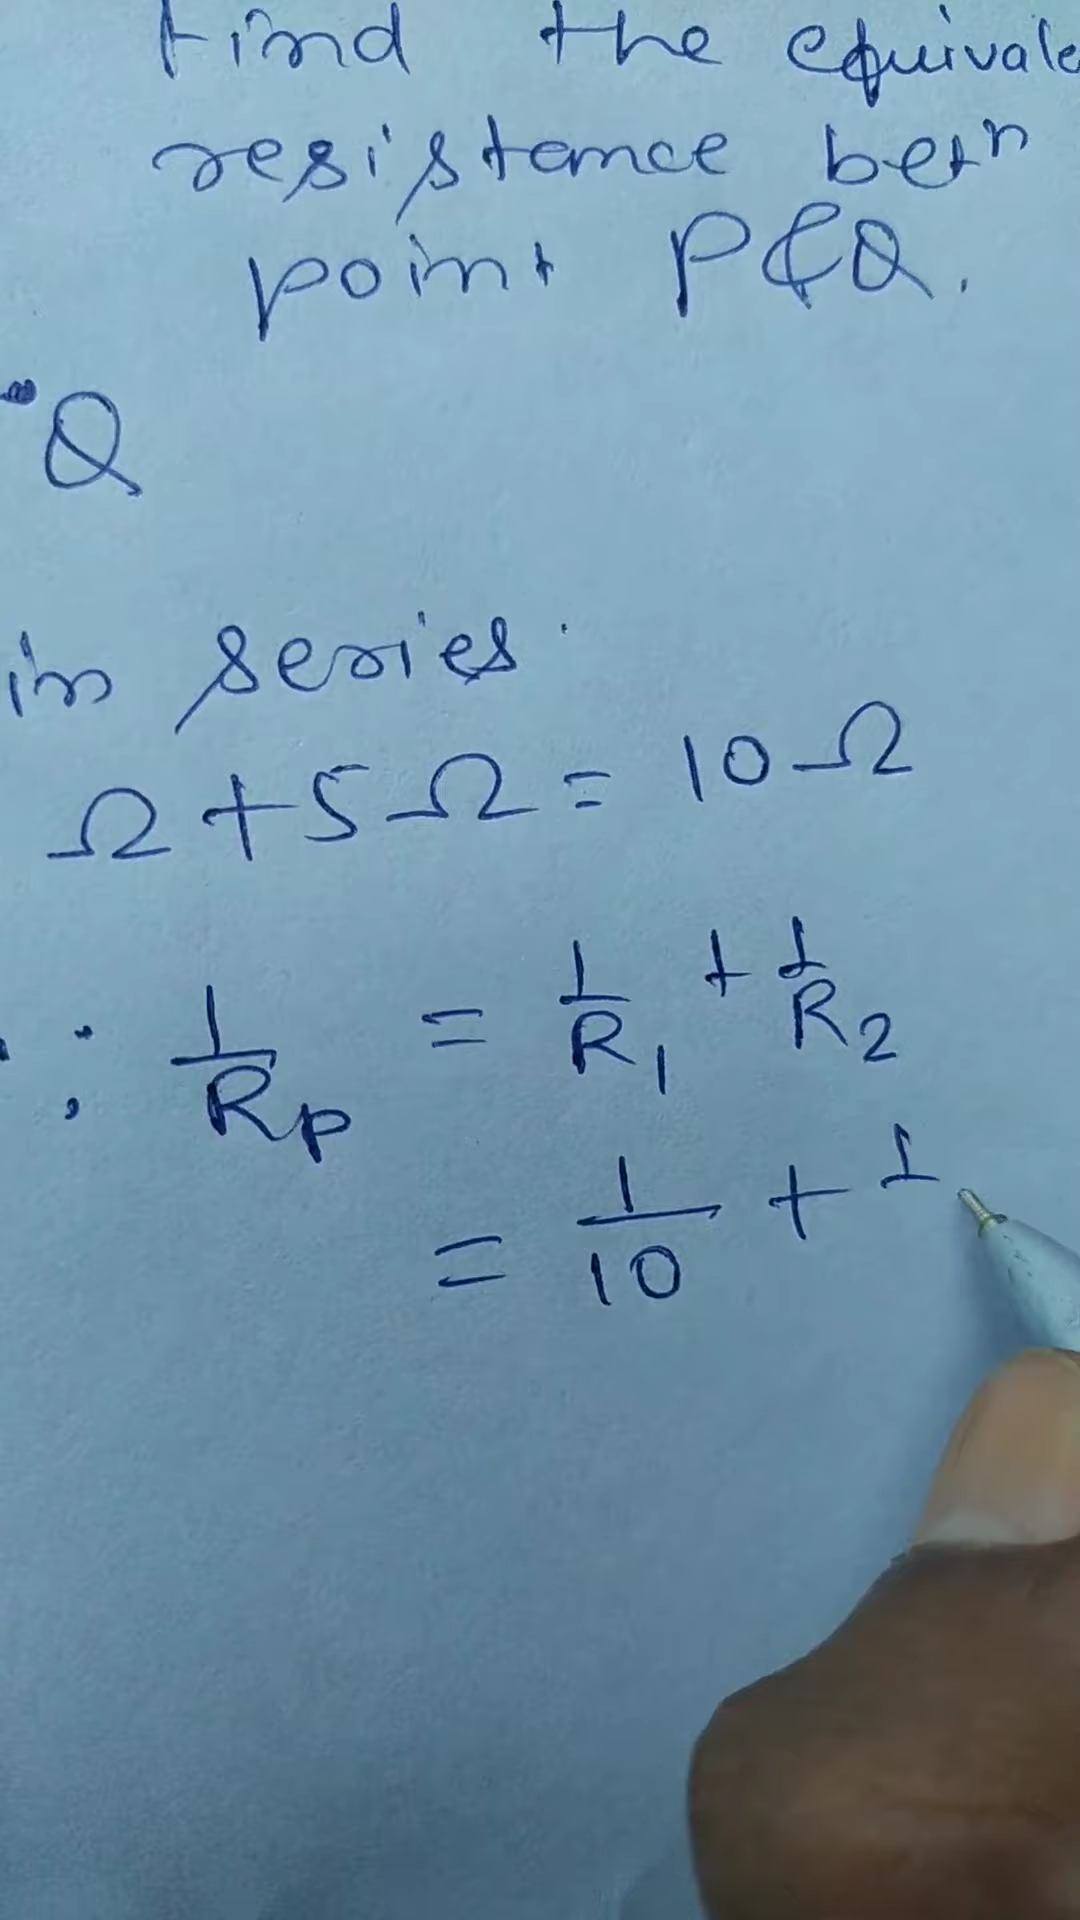 Find the equivale
resistance betn
point P&Q.
Q
in series.
Ω + 5Ω = 10Ω
∴ 1/Rp = 1/R1 + 1/R2
= 1/10 + 1